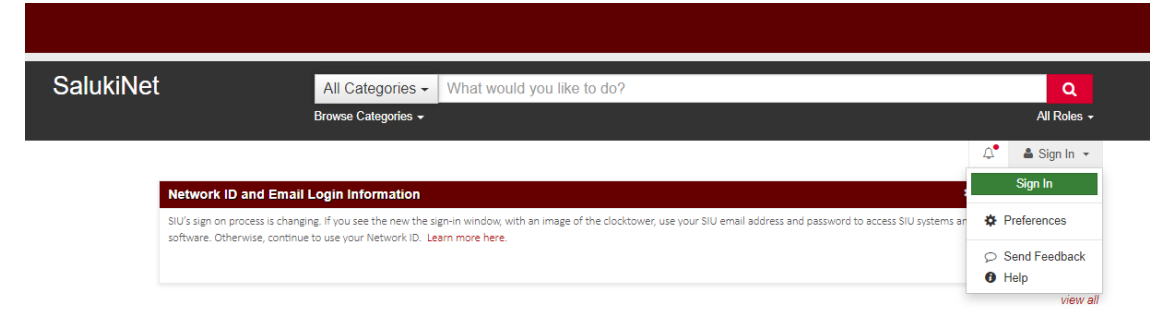 SalukiNet
All Categories
What would you like to do?
Browse Categories
All Roles
Sign In
Sign In
Network ID and Email Login Information
SIU's sign on process is changing. If you see the new the sign-in window, with an image of the clocktower, use your SIU email address and password to access SIU systems
software. Otherwise, continue to use your Network ID. Learn more here.
Preferences
Send Feedback
Help
view all